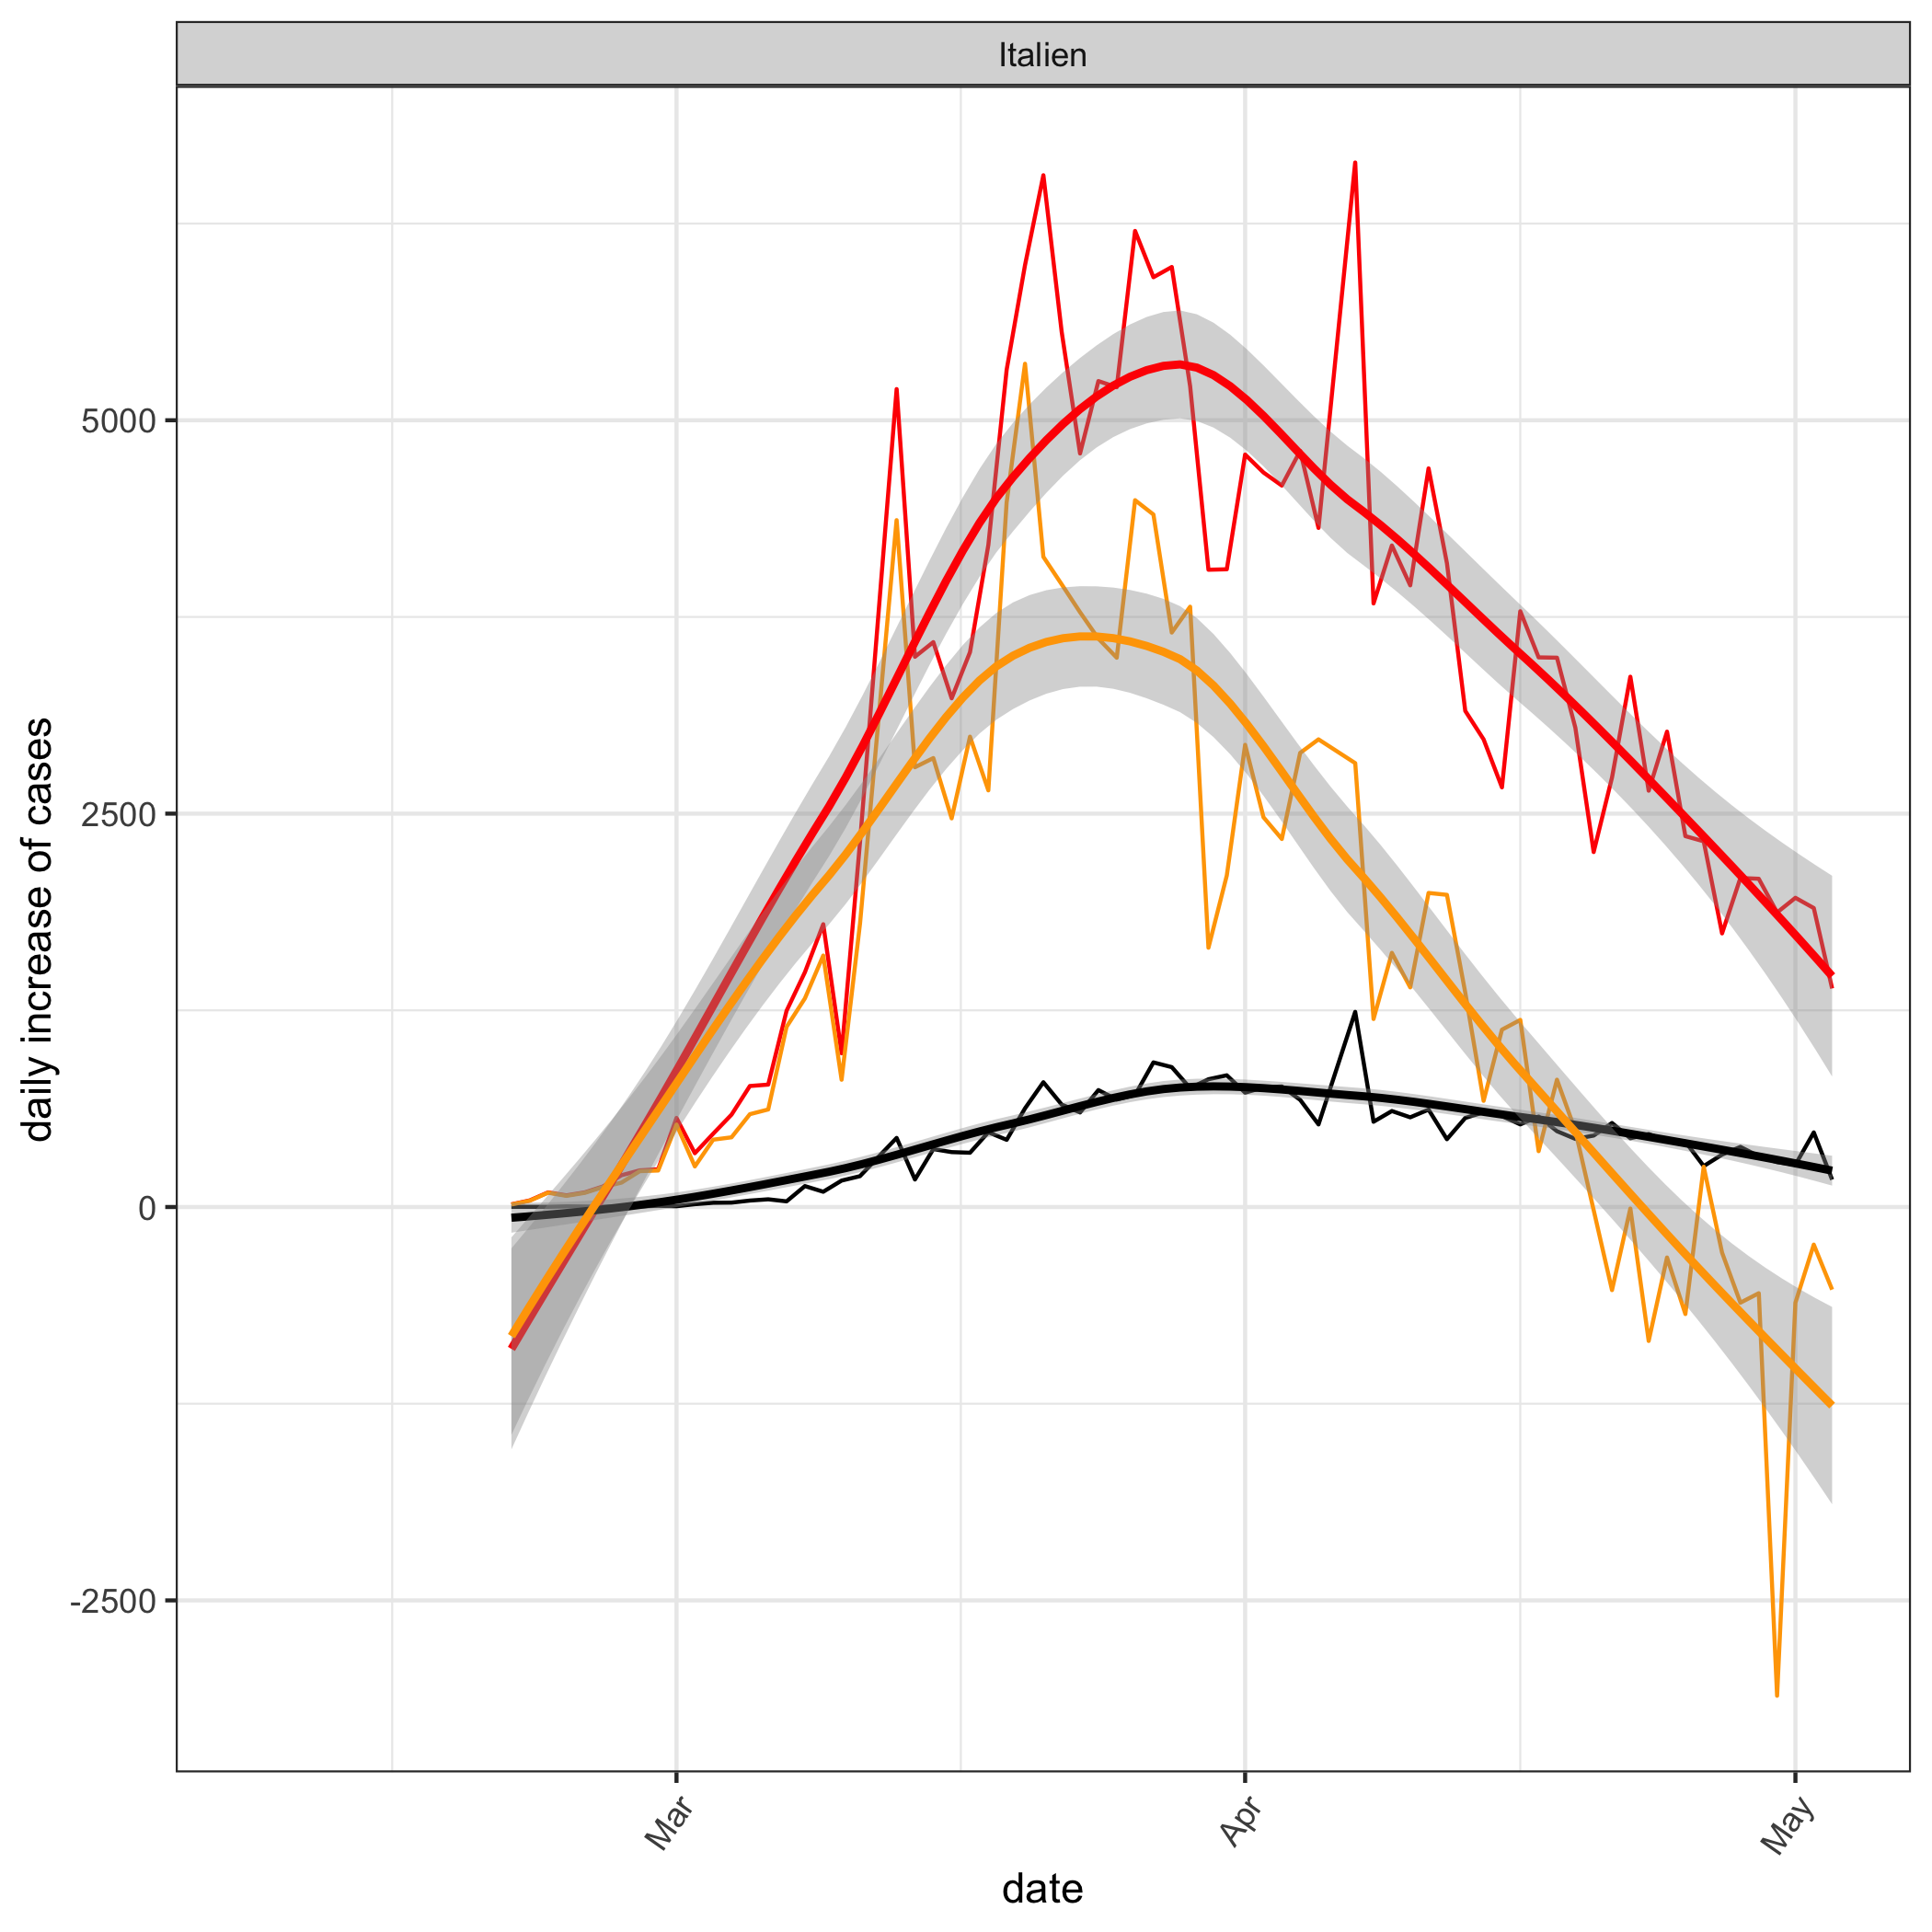 Italien
daily increase of cases
5000
2500
0
-2500
Mar
Apr
May
date